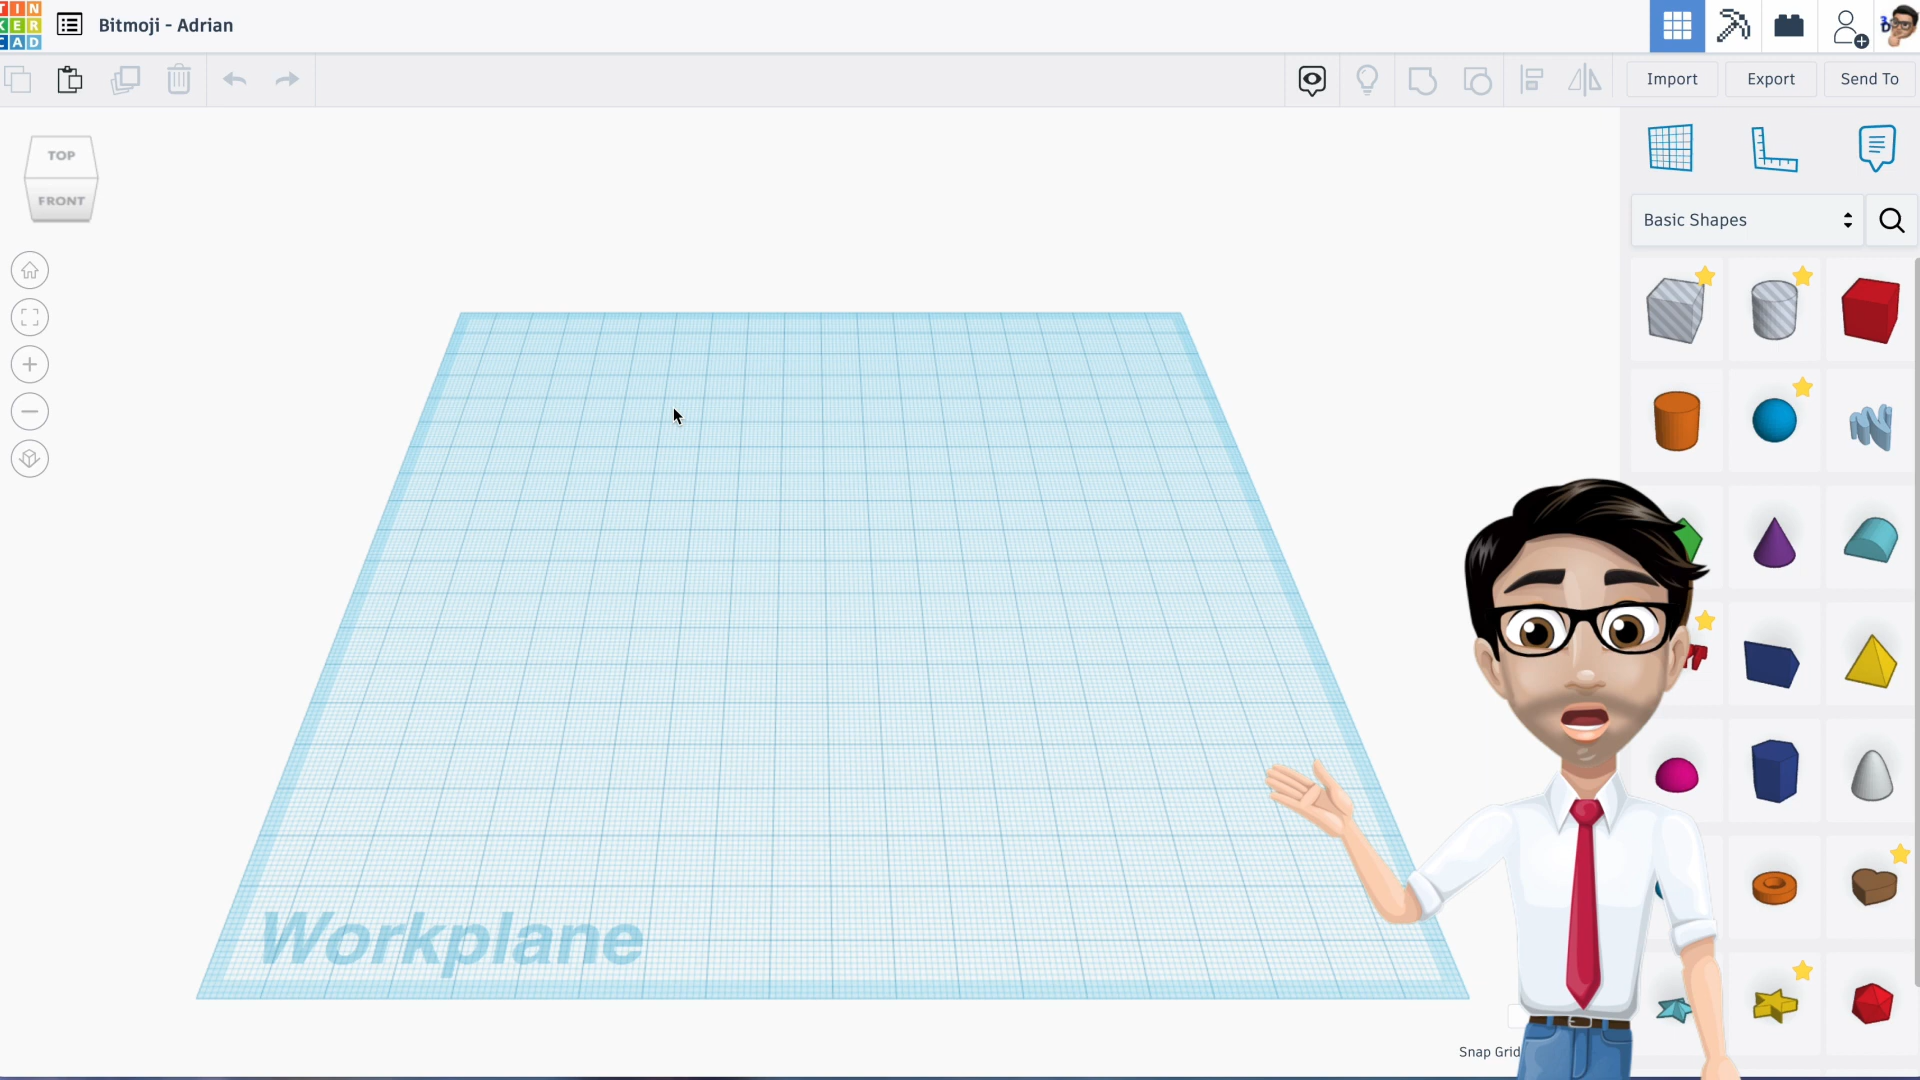 TIN
KER
CAD
Bitmoji - Adrian
Import
Export
Send To
TOP
FRONT
Basic Shapes
Workplane
Snap Grid